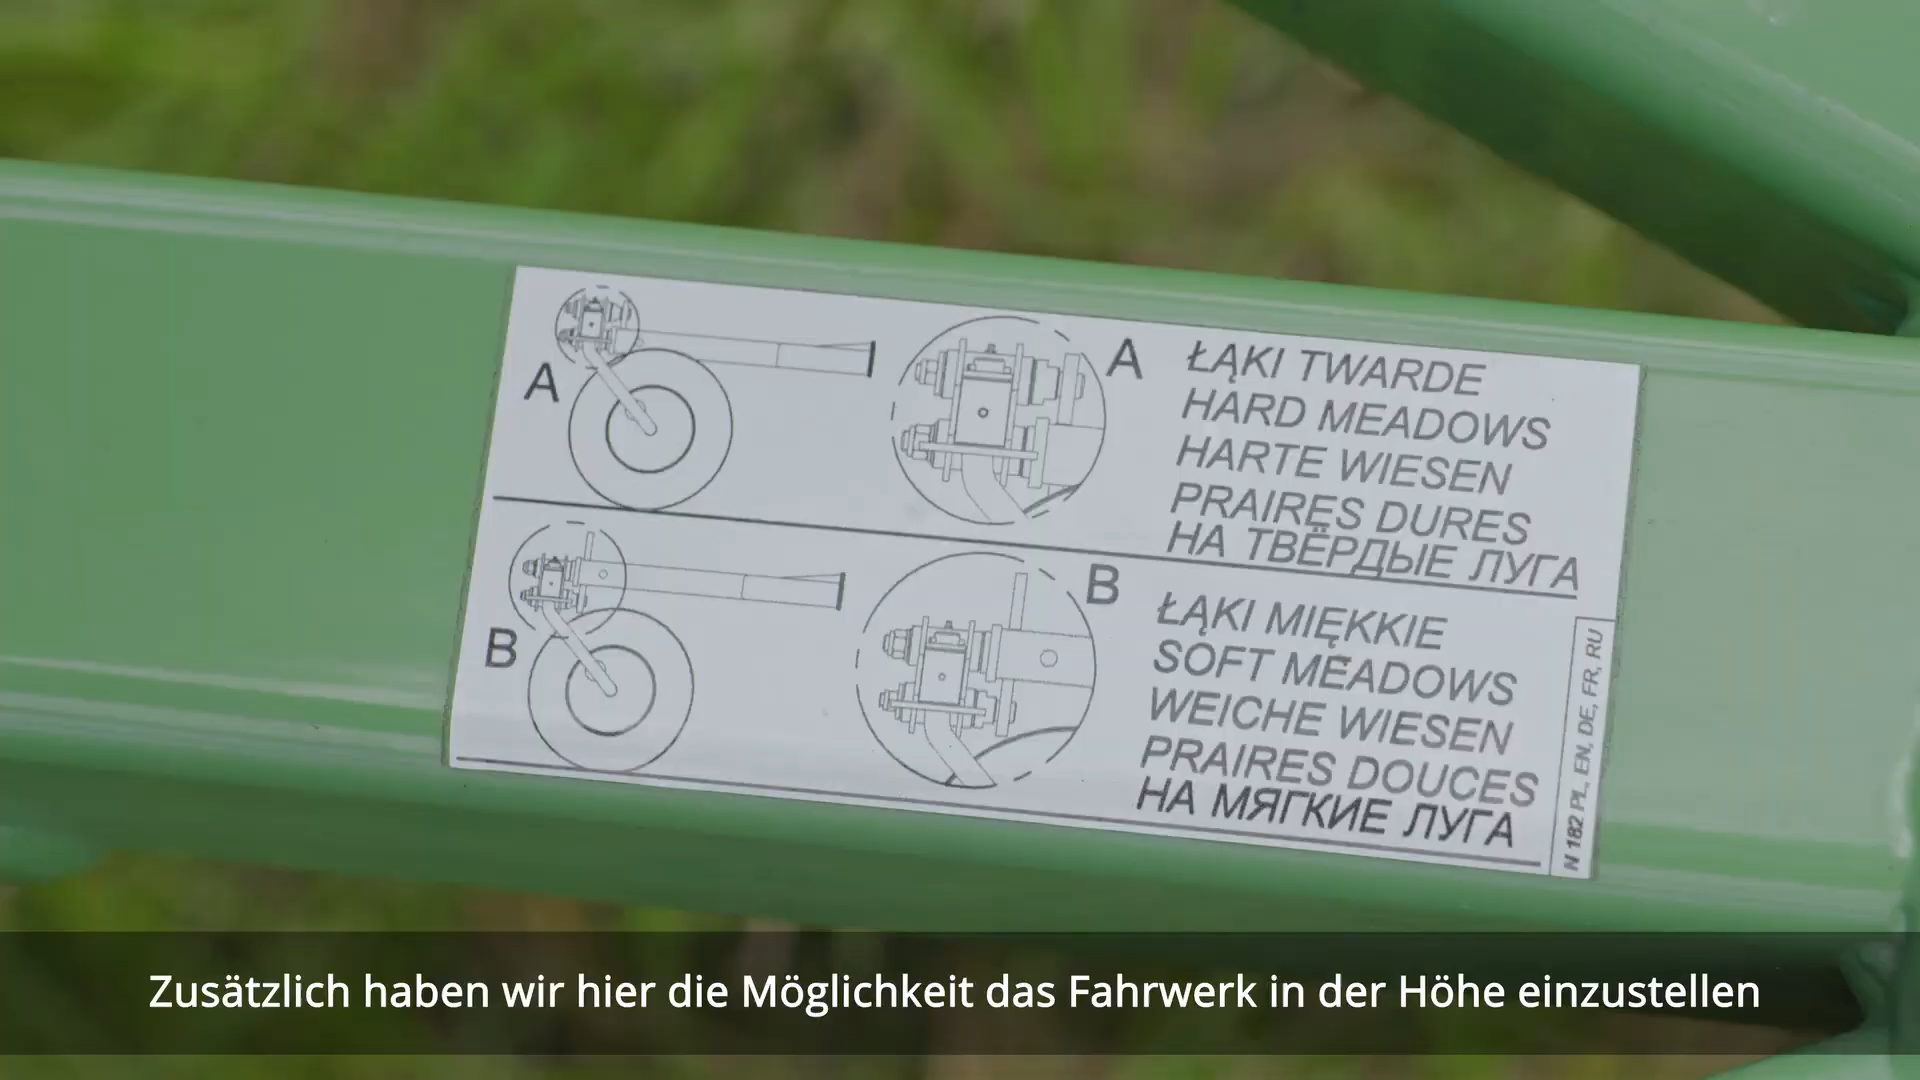 A
A
ŁĄKI TWARDE
HARD MEADOWS
HARTE WIESEN
PRAIRES DURES
НА ТВЁРДЫЕ ЛУГА
B
B
ŁĄKI MIĘKKIE
SOFT MEADOWS
WEICHE WIESEN
PRAIRES DOUCES
НА МЯГКИЕ ЛУГА
N 182 PL, EN, DE, FR, RU
Zusätzlich haben wir hier die Möglichkeit das Fahrwerk in der Höhe einzustellen